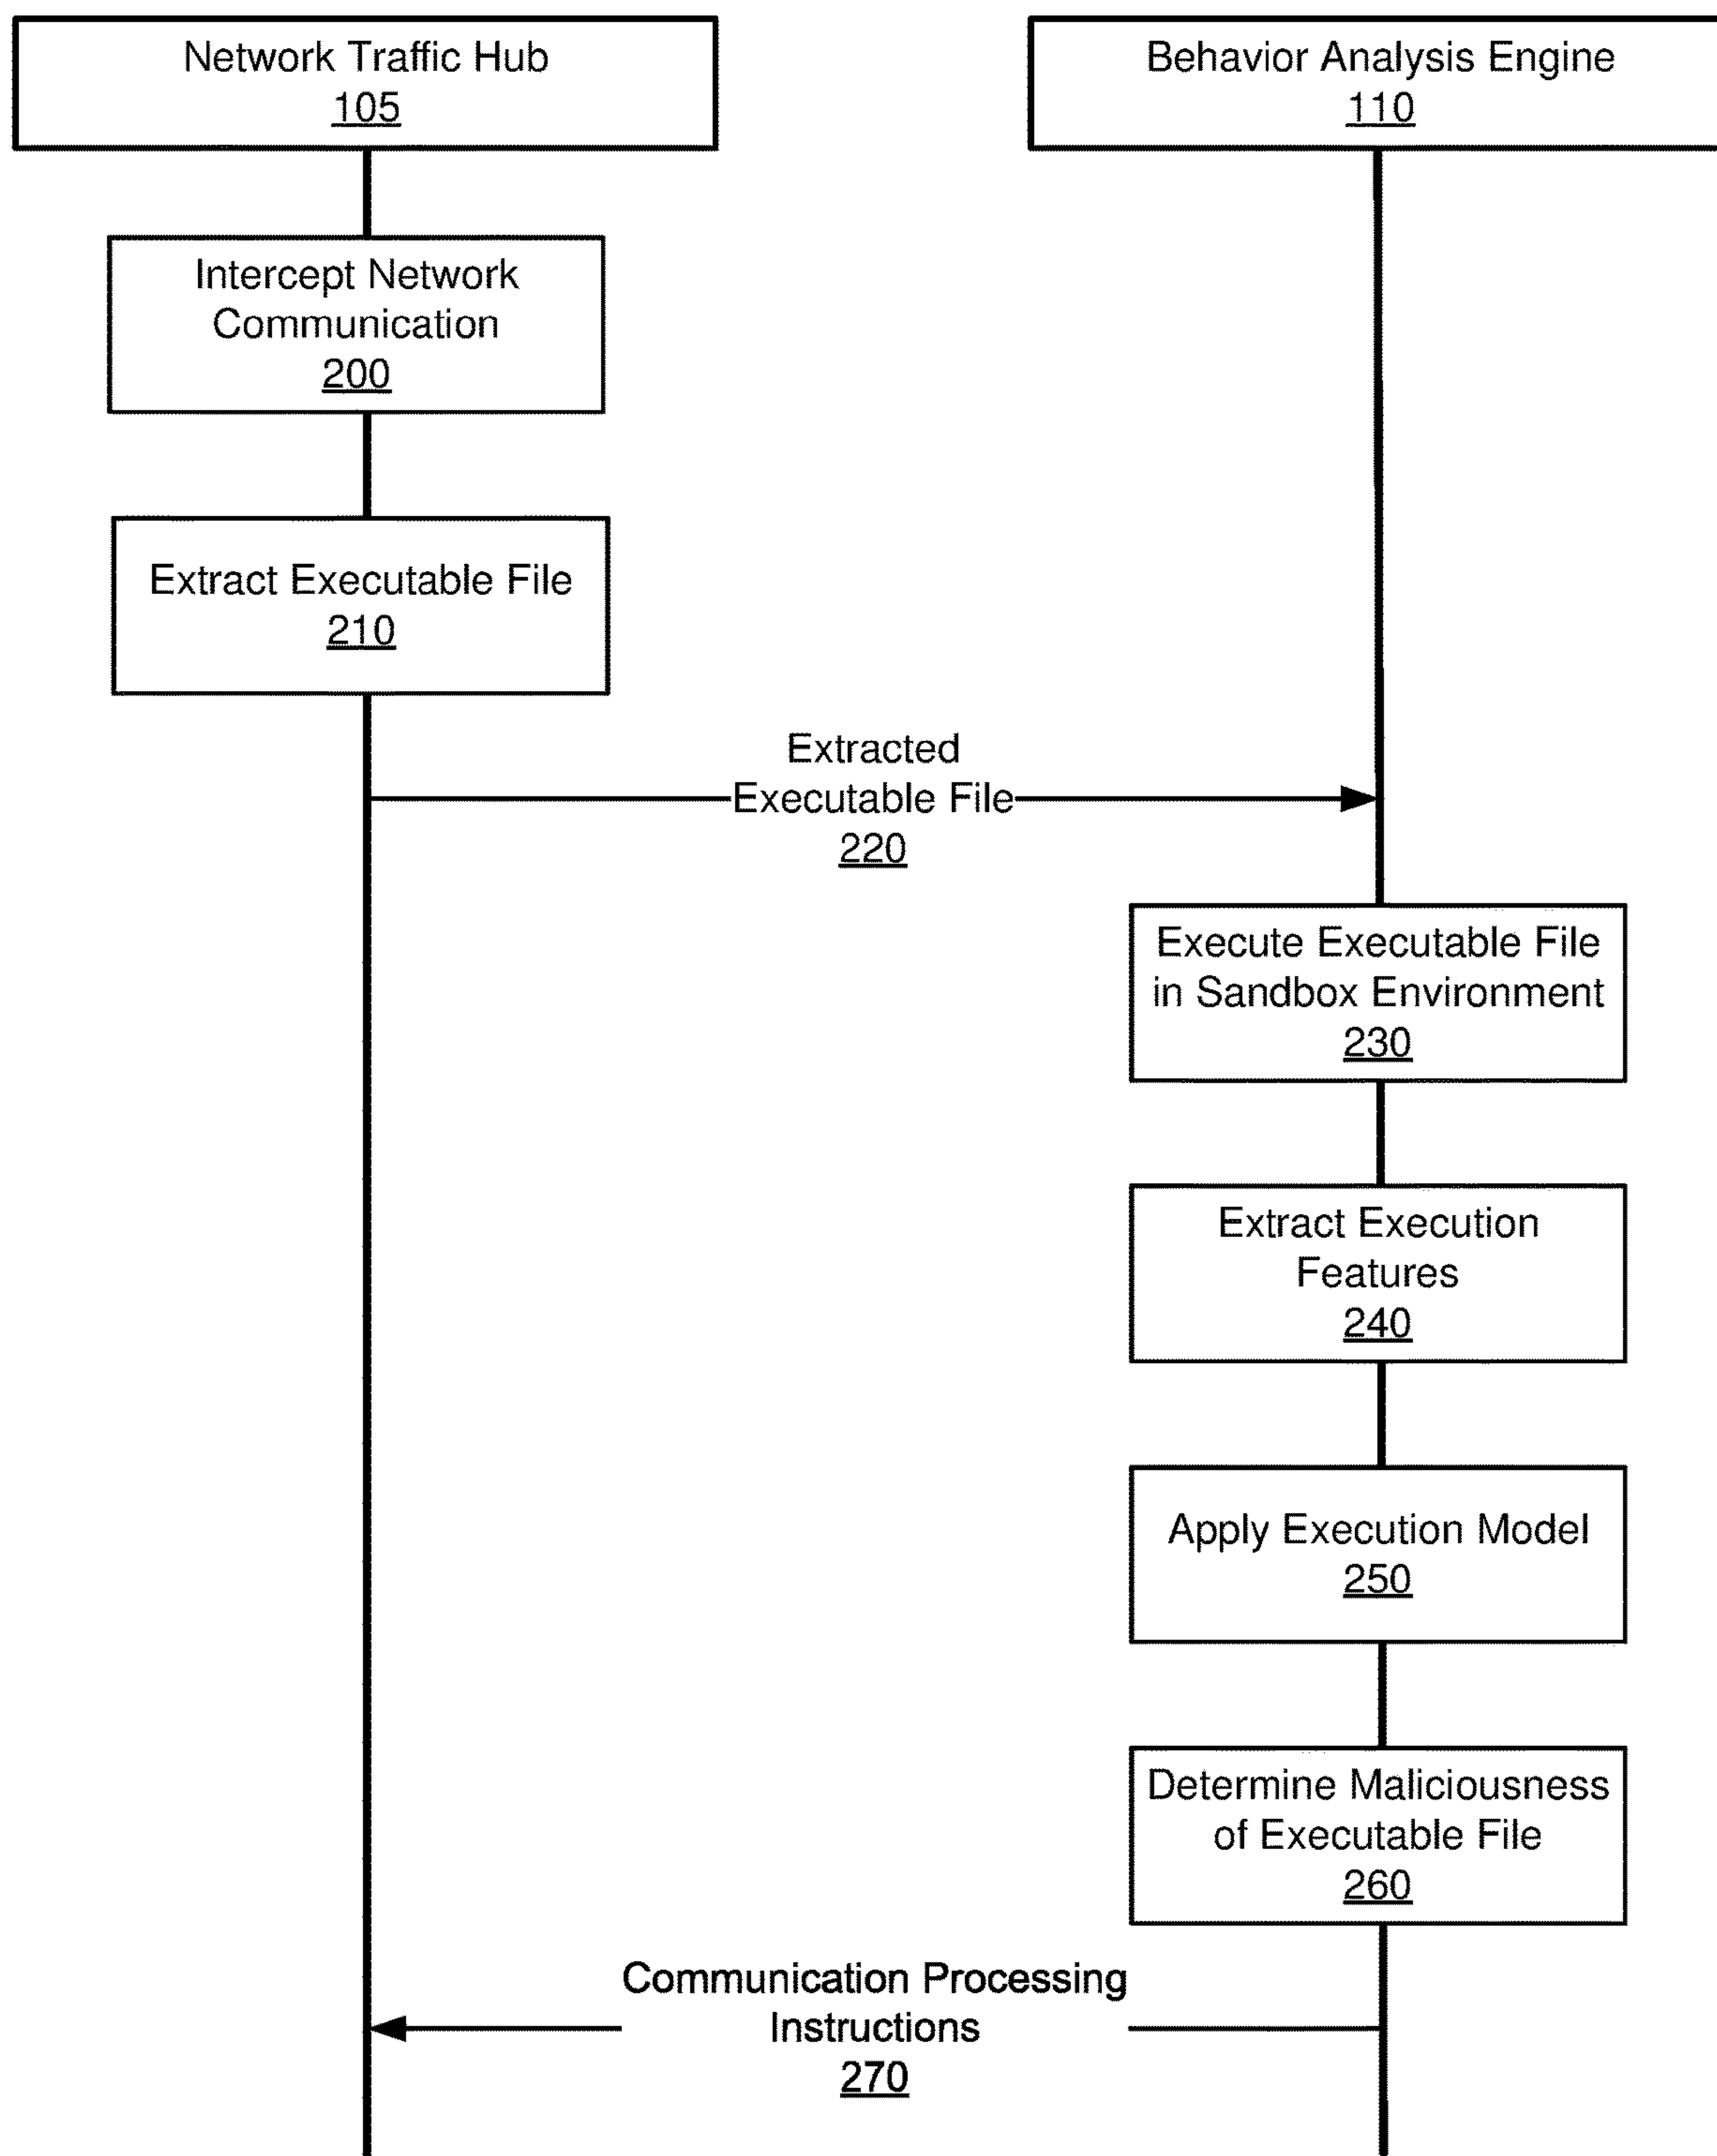 Network Traffic Hub
105
Behavior Analysis Engine
110
Intercept Network
Communication
200
Extract Executable File
210
Extracted
Executable File
220
Execute Executable File
in Sandbox Environment
230
Extract Execution
Features
240
Apply Execution Model
250
Determine Maliciousness
of Executable File
260
Communication Processing
Instructions
270